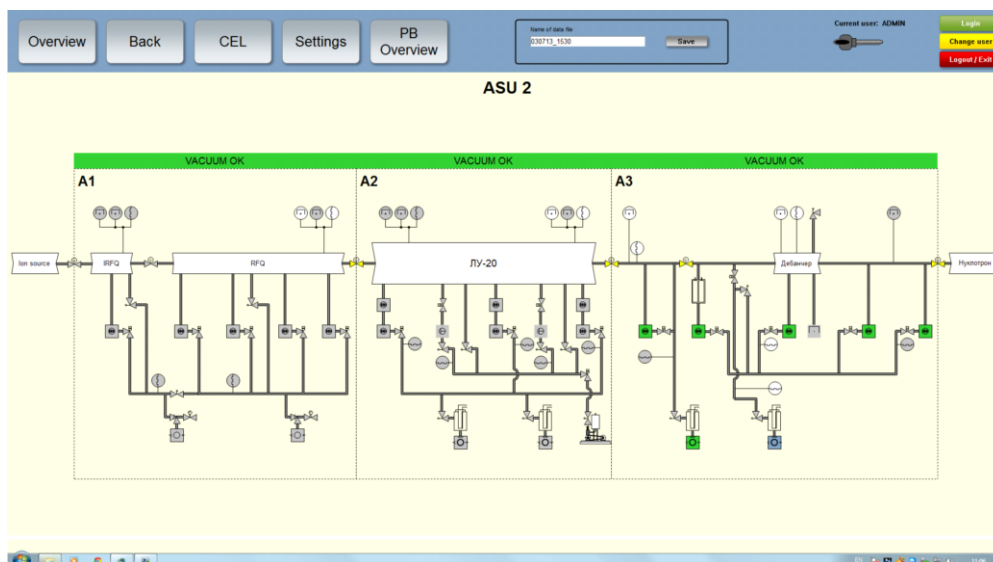 Overview
Back
CEL
Settings
PB
Overview
Name of data file
030713_1530
Save
Current user: ADMIN
Login
Change user
Logout / Exit
ASU 2
VACUUM OK
VACUUM OK
VACUUM OK
A1
A2
A3
Ion source
IRFQ
RFQ
ЛУ-20
Дебанчер
Нуклотрон